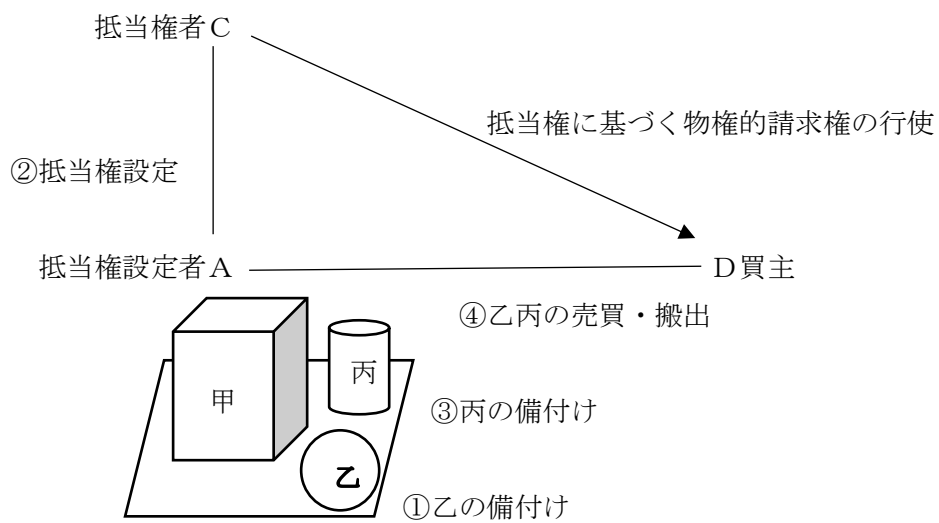 抵当権者C
抵当権に基づく物権的請求権の行使
②抵当権設定
抵当権設定者A
D買主
④乙丙の売買・搬出
丙
甲
③丙の備付け
乙
①乙の備付け